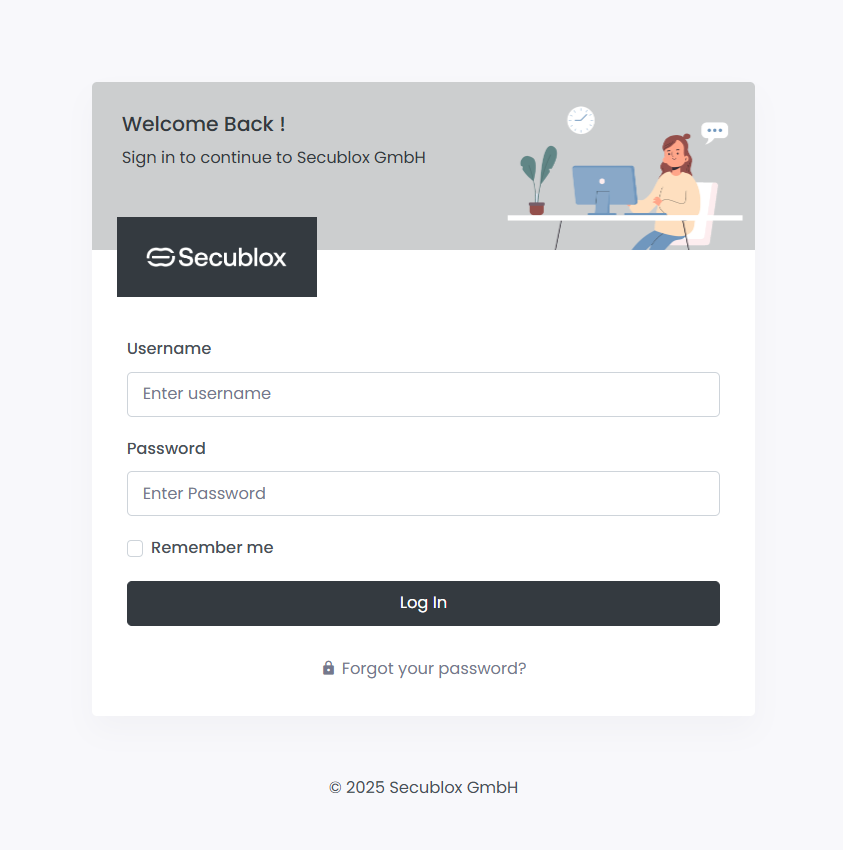 Welcome Back !
Sign in to continue to Secublox GmbH
Secublox
Username
Enter username
Password
Enter Password
Remember me
Log In
Forgot your password?
© 2025 Secublox GmbH